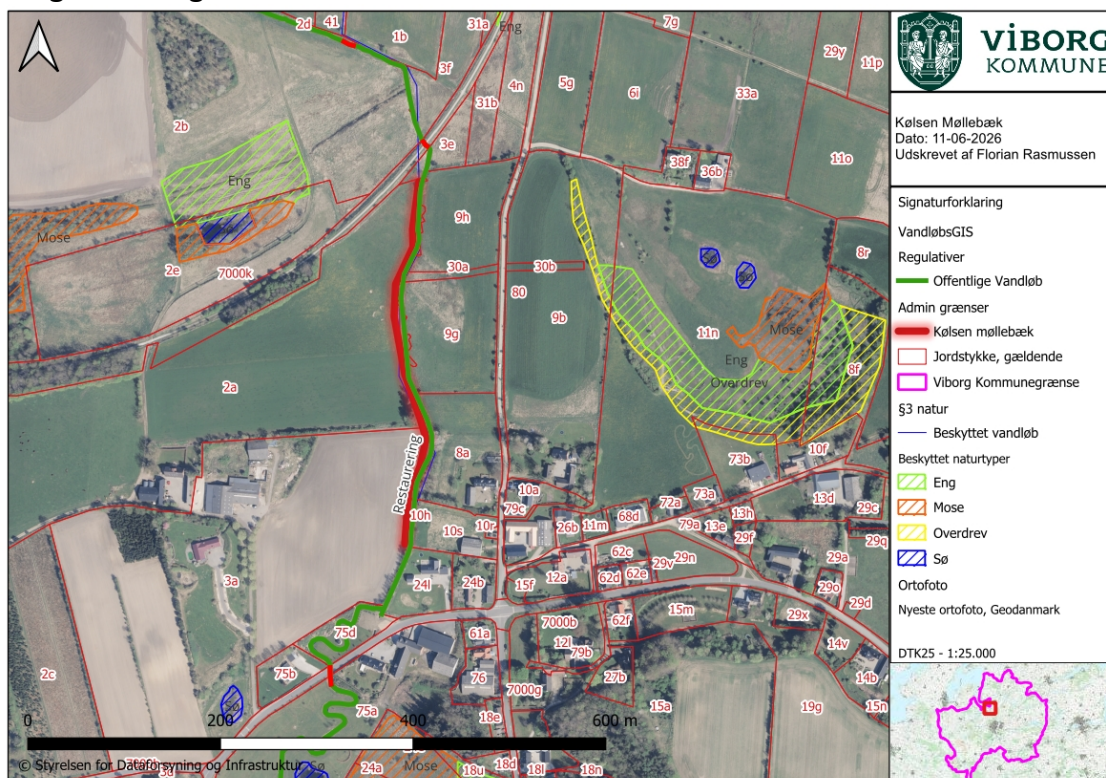 2d
41
1b
31a
Eng
7g
29y
11p
3f
4n
5g
6i
33a
31b
2b
3e
11o
38f
36b
Eng
Mose
9h
8r
2e
7000k
30a
30b
Sø
Sø
80
9g
9b
11n
Mose
Eng
Overdrev
8f
2a
Restaurering
8a
73b
10f
10a
79c
72a
73a
13d
29c
10h
10s
10r
26b
11m
68d
79a
13e
13h
29f
29q
62c
29n
29v
29a
24l
24b
15f
12a
62d
62e
29o
29d
3a
75d
61a
7000b
62f
15m
29x
12l
79b
14v
2c
75b
76
7000g
27b
14b
75a
18e
15a
19g
15n
Sø
0
200
400
600 m
© Styrelsen for Dataforsyning og Infrastruktur
Sø
24a
Mose
18u
18d
18l
18n
VIBORG
KOMMUNE
Kølsen Møllebæk
Dato: 11-06-2026
Udskrevet af Florian Rasmussen
Signaturforklaring
VandløbsGIS
Regulativer
Offentlige Vandløb
Admin grænser
Kølsen møllebæk
Jordstykke, gældende
Viborg Kommunegrænse
§3 natur
Beskyttet vandløb
Beskyttet naturtyper
Eng
Mose
Overdrev
Sø
Ortofoto
Nyeste ortofoto, Geodanmark
DTK25 - 1:25.000